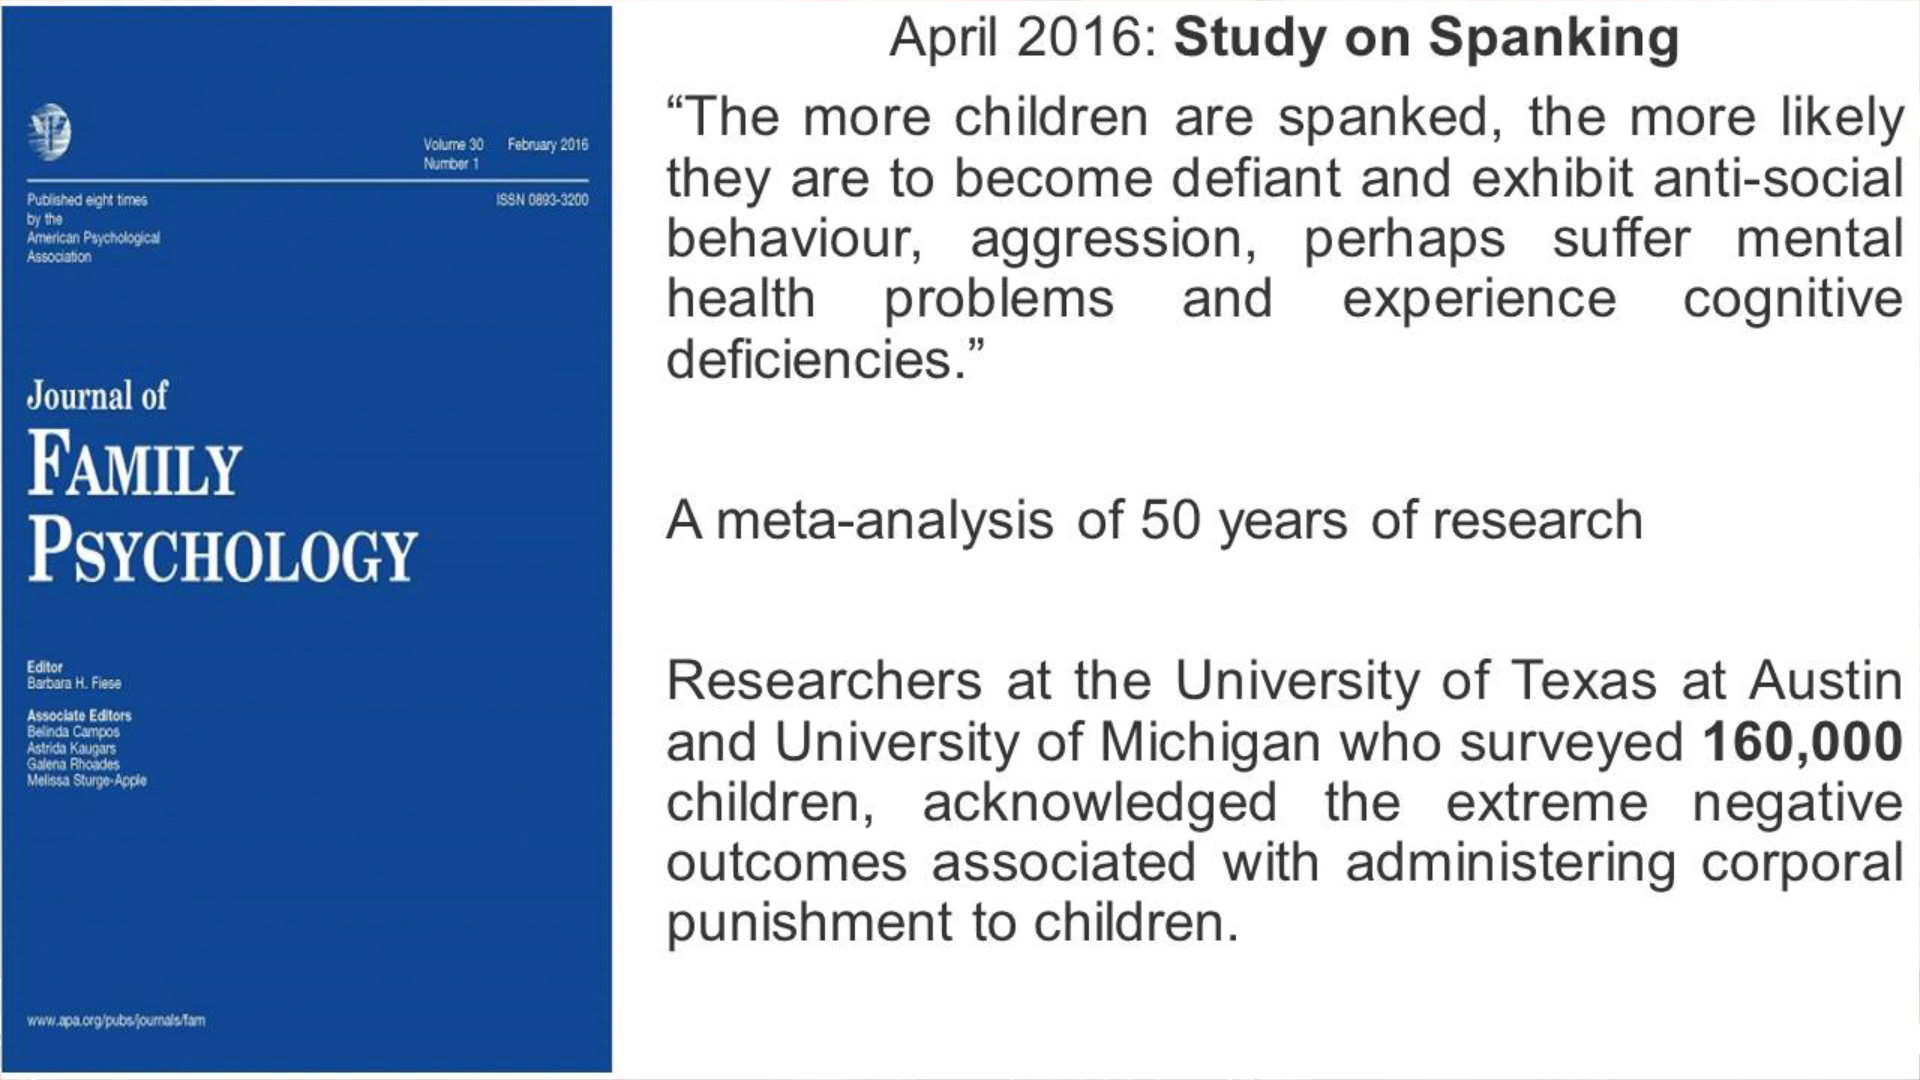 Volume 30 February 2016
Number 1
Published eight times
by the
American Psychological
Association
ISSN 0893-3200
Journal of
FAMILY
PSYCHOLOGY
Editor
Barbara H. Fiese
Associate Editors
Belinda Campos
Astrida Kaugars
Galena Rhoades
Melissa Sturge-Apple
www.apa.org/pubs/journals/fam
April 2016: Study on Spanking
“The more children are spanked, the more likely
they are to become defiant and exhibit anti-social
behaviour, aggression, perhaps suffer mental
health problems and experience cognitive
deficiencies.”
A meta-analysis of 50 years of research
Researchers at the University of Texas at Austin
and University of Michigan who surveyed 160,000
children, acknowledged the extreme negative
outcomes associated with administering corporal
punishment to children.